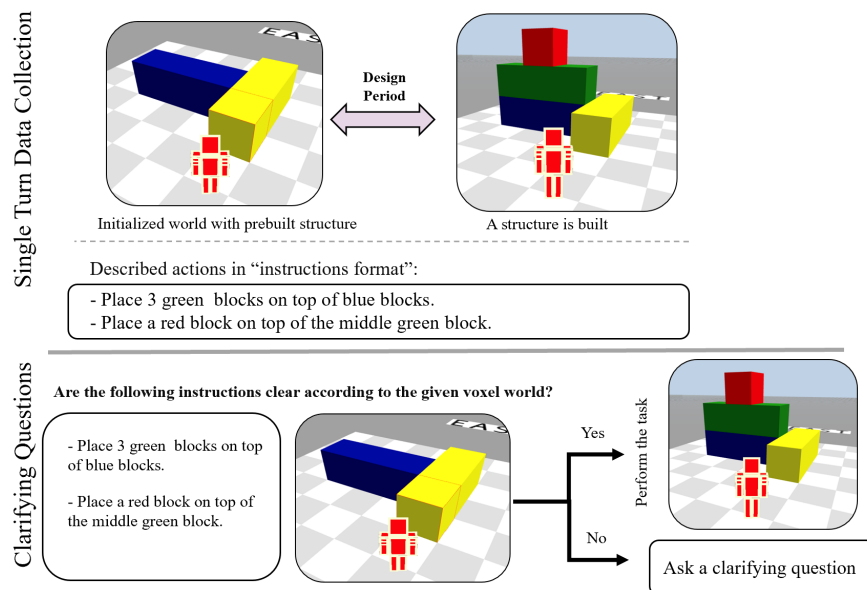 Single Turn Data Collection
EAS
Design
Period
Initialized world with prebuilt structure
A structure is built
Described actions in “instructions format”:
- Place 3 green blocks on top of blue blocks.
- Place a red block on top of the middle green block.
Clarifying Questions
Are the following instructions clear according to the given voxel world?
- Place 3 green blocks on top
of blue blocks.
- Place a red block on top of
the middle green block.
EAS
Yes
No
Perform the task
Ask a clarifying question